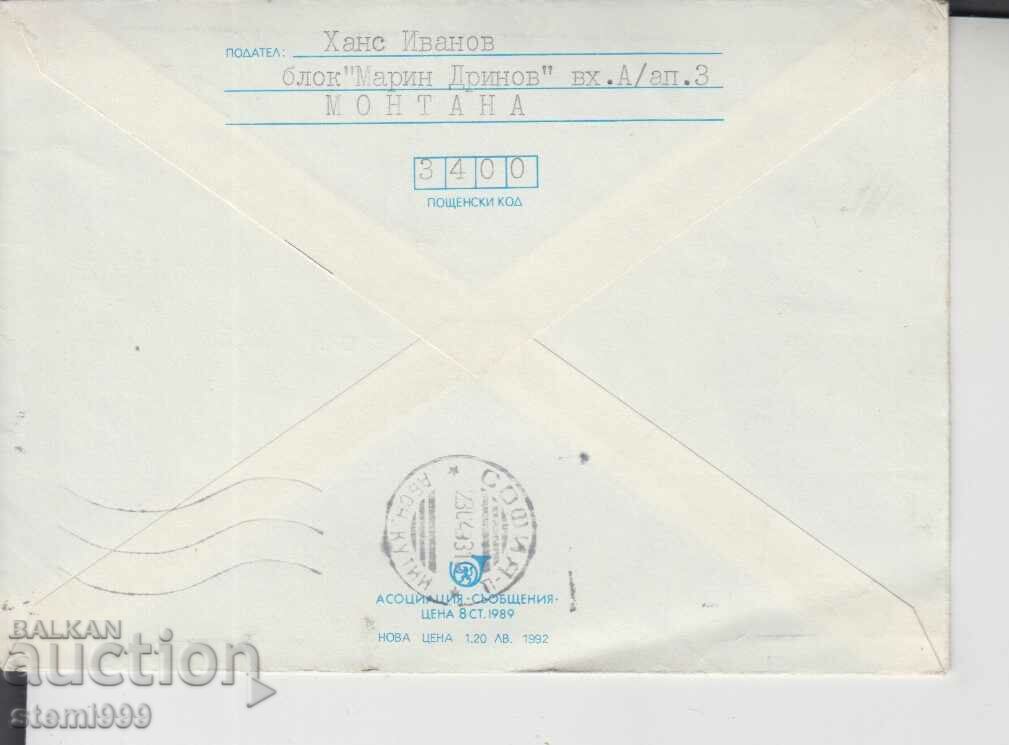 ПОДАТЕЛ: Ханс Иванов
блок"Марин Дринов" вх.А/ап.3
МОНТАНА
3400
ПОЩЕНСКИ КОД
СОФИЯ
АСОЦИАЦИЯ·СЪОБЩЕНИЯ·
ЦЕНА 8 СТ. 1989
НОВА ЦЕНА 1.20 ЛВ. 1992
BALKAN
auction
stemi999